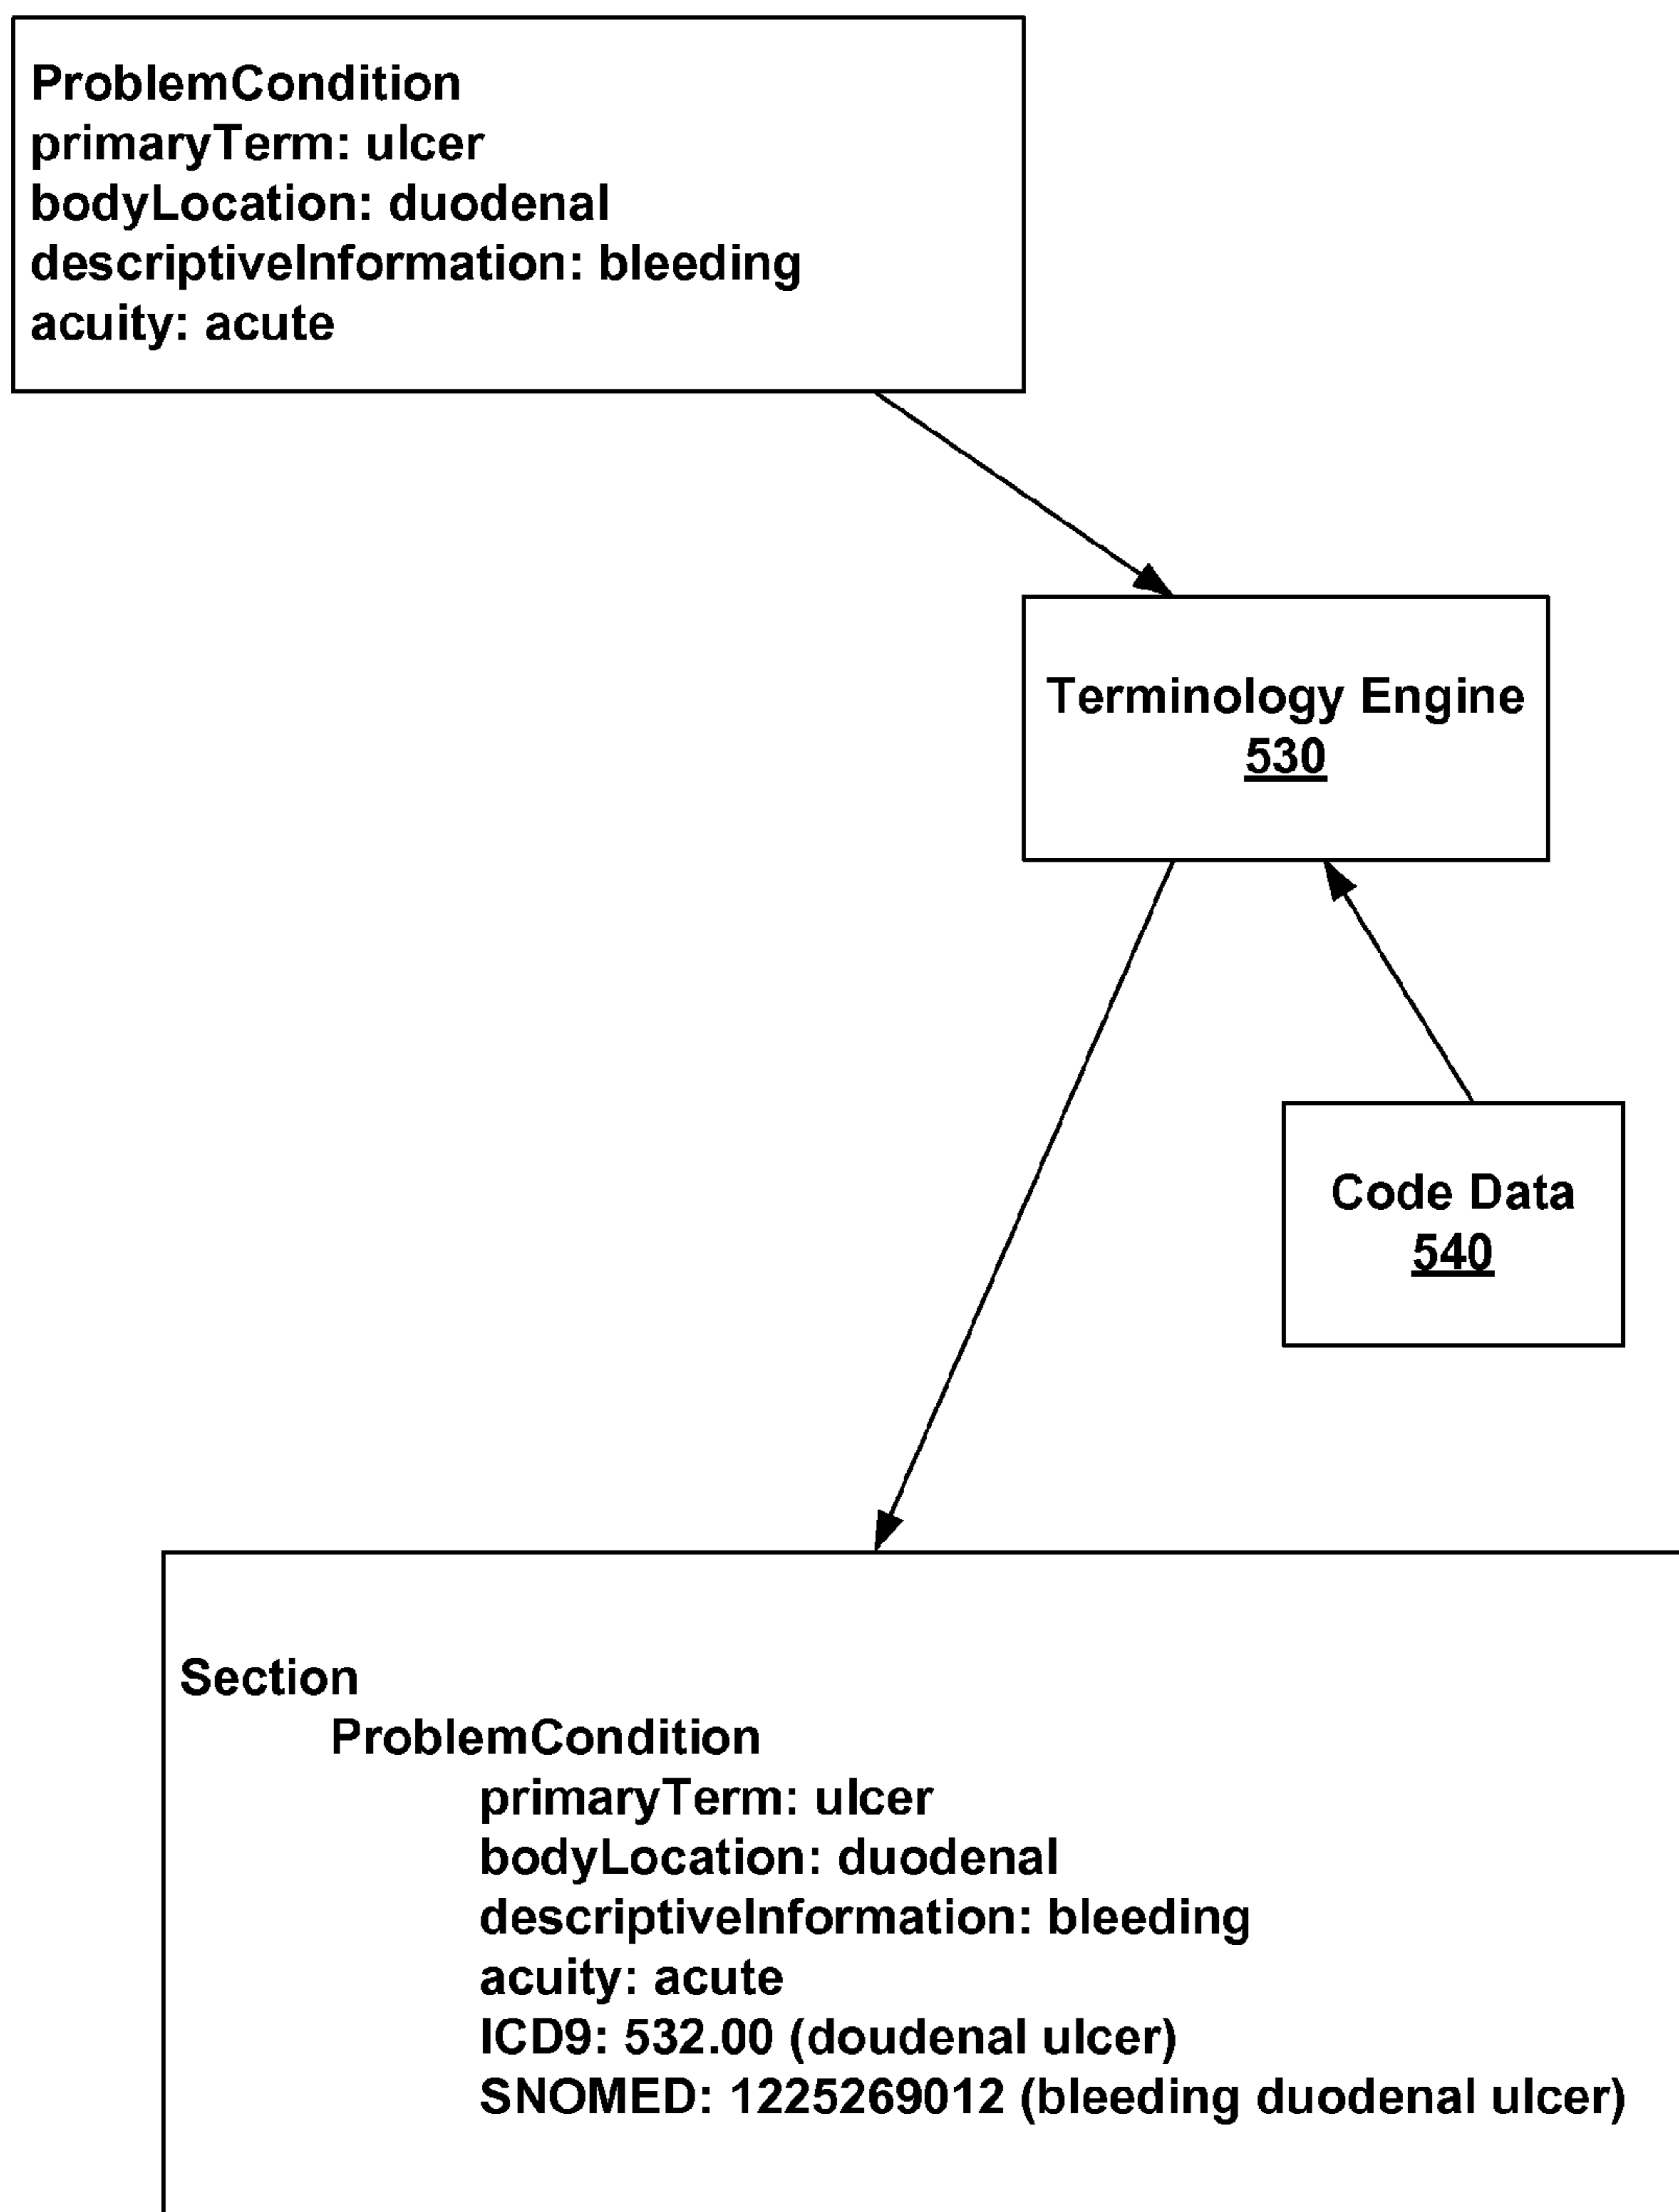 ProblemCondition
primaryTerm: ulcer
bodyLocation: duodenal
descriptiveInformation: bleeding
acuity: acute
Terminology Engine
530
Code Data
540
Section
ProblemCondition
primaryTerm: ulcer
bodyLocation: duodenal
descriptiveInformation: bleeding
acuity: acute
ICD9: 532.00 (doudenal ulcer)
SNOMED: 1225269012 (bleeding duodenal ulcer)